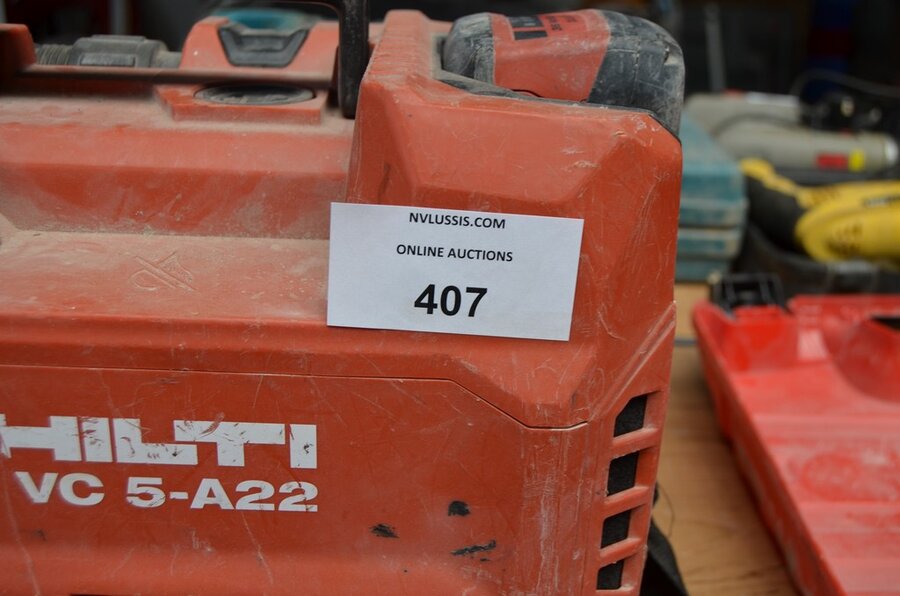 NVLUSSIS.COM
ONLINE AUCTIONS
407
HILTI
VC 5-A22